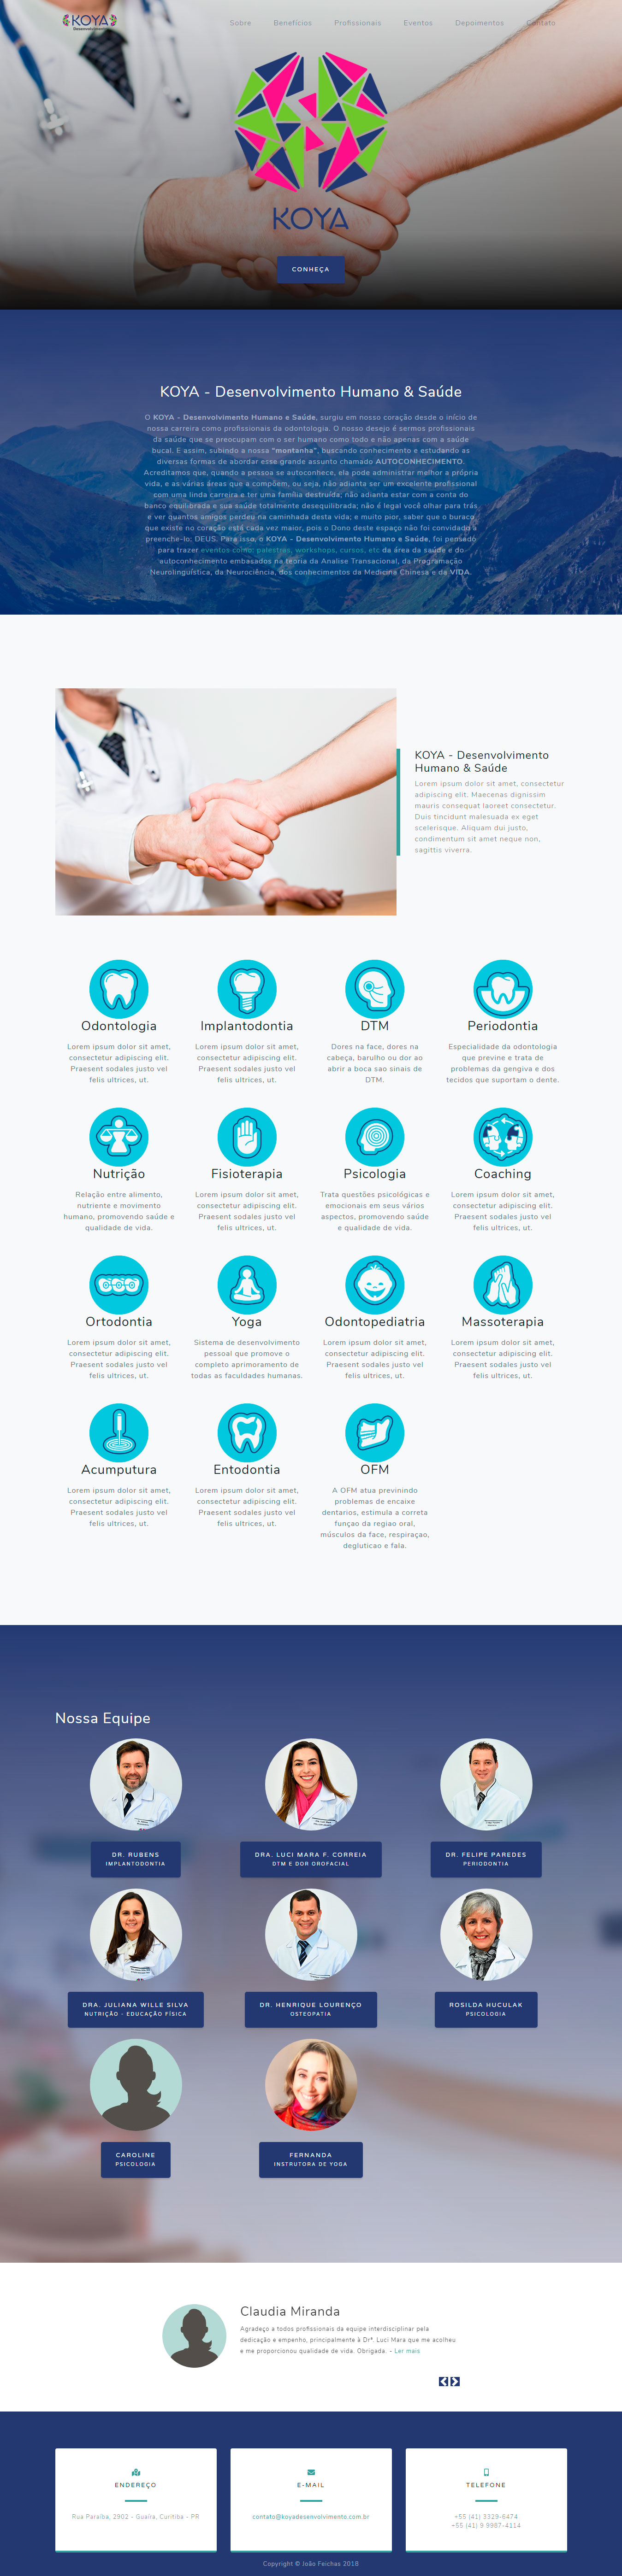 KOYA
Sobre Benefícios Profissionais Eventos Depoimentos Contato
KOYA
CONHEÇA
KOYA - Desenvolvimento Humano & Saúde
O KOYA - Desenvolvimento Humano e Saúde, surgiu em nosso coração desde o início de
nossa carreira como profissionais da odontologia. O nosso desejo é sermos profissionais
da saúde que se preocupam com o ser humano como todo e não apenas com a saúde
bucal. E assim, subindo a nossa "montanha", buscando conhecimento e estudando as
diversas formas de abordar esse grande assunto chamado AUTOCONHECIMENTO.
Acreditamos que, quando a pessoa se autoconhece, ela pode administrar melhor a própria
vida, e as várias áreas que a compõem, ou seja, não adianta ser um excelente profissional
com uma linda carreira e ter uma família destruída; não adianta estar com a conta do
banco equilibrada e sua saúde totalmente desequilibrada; não é legal você olhar para trás
e ver quantos amigos perdeu na caminhada desta vida; e muito pior, saber que o buraco
que existe no coração está cada vez maior, pois o Dono deste espaço não foi convidado a
preenche-lo: DEUS. Para isso, o KOYA - Desenvolvimento Humano e Saúde, foi pensado
para trazer eventos como: palestras, workshops, cursos, etc da área da saúde e do
autoconhecimento embasados na teoria da Analise Transacional, da Programação
Neurolinguística, da Neurociência, dos conhecimentos da Medicina Chinesa e da VIDA.
KOYA - Desenvolvimento
Humano & Saúde
Lorem ipsum dolor sit amet, consectetur
adipiscing elit. Maecenas dignissim
mauris consequat laoreet consectetur.
Duis tincidunt malesuada ex eget
scelerisque. Aliquam dui justo,
condimentum sit amet neque non,
sagittis viverra.
Odontologia
Lorem ipsum dolor sit amet,
consectetur adipiscing elit.
Praesent sodales justo vel
felis ultrices, ut.
Implantodontia
Lorem ipsum dolor sit amet,
consectetur adipiscing elit.
Praesent sodales justo vel
felis ultrices, ut.
DTM
Dores na face, dores na
cabeça, barulho ou dor ao
abrir a boca sao sinais de
DTM.
Periodontia
Especialidade da odontologia
que previne e trata de
problemas da gengiva e dos
tecidos que suportam o dente.
Nutrição
Relação entre alimento,
nutriente e movimento
humano, promovendo saúde e
qualidade de vida.
Fisioterapia
Lorem ipsum dolor sit amet,
consectetur adipiscing elit.
Praesent sodales justo vel
felis ultrices, ut.
Psicologia
Trata questões psicológicas e
emocionais em seus vários
aspectos, promovendo saúde
e qualidade de vida.
Coaching
Lorem ipsum dolor sit amet,
consectetur adipiscing elit.
Praesent sodales justo vel
felis ultrices, ut.
Ortodontia
Lorem ipsum dolor sit amet,
consectetur adipiscing elit.
Praesent sodales justo vel
felis ultrices, ut.
Yoga
Sistema de desenvolvimento
pessoal que promove o
completo aprimoramento de
todas as faculdades humanas.
Odontopediatria
Lorem ipsum dolor sit amet,
consectetur adipiscing elit.
Praesent sodales justo vel
felis ultrices, ut.
Massoterapia
Lorem ipsum dolor sit amet,
consectetur adipiscing elit.
Praesent sodales justo vel
felis ultrices, ut.
Acumputura
Lorem ipsum dolor sit amet,
consectetur adipiscing elit.
Praesent sodales justo vel
felis ultrices, ut.
Entodontia
Lorem ipsum dolor sit amet,
consectetur adipiscing elit.
Praesent sodales justo vel
felis ultrices, ut.
OFM
A OFM atua previnindo
problemas de encaixe
dentarios, estimula a correta
funçao da regiao oral,
músculos da face, respiraçao,
degluticao e fala.
Nossa Equipe
DR. RUBENS
IMPLANTODONTIA
DRA. LUCI MARA F. CORREIA
DTM E DOR OROFACIAL
DR. FELIPE PAREDES
PERIODONTIA
DRA. JULIANA WILLE SILVA
NUTRIÇÃO - EDUCAÇÃO FÍSICA
DR. HENRIQUE LOURENÇO
OSTEOPATIA
ROSILDA HUCULAK
PSICOLOGIA
CAROLINE
PSICOLOGIA
FERNANDA
INSTRUTORA DE YOGA
Claudia Miranda
Agradeço a todos profissionais da equipe interdisciplinar pela
dedicação e empenho, principalmente à Drª. Luci Mara que me acolheu
e me proporcionou qualidade de vida. Obrigada. - Ler mais
ENDEREÇO
Rua Paraíba, 2902 - Guaíra, Curitiba - PR
E-MAIL
contato@koyadesenvolvimento.com.br
TELEFONE
+55 (41) 3329-6474
+55 (41) 9 9987-4114
Copyright © João Feichas 2018